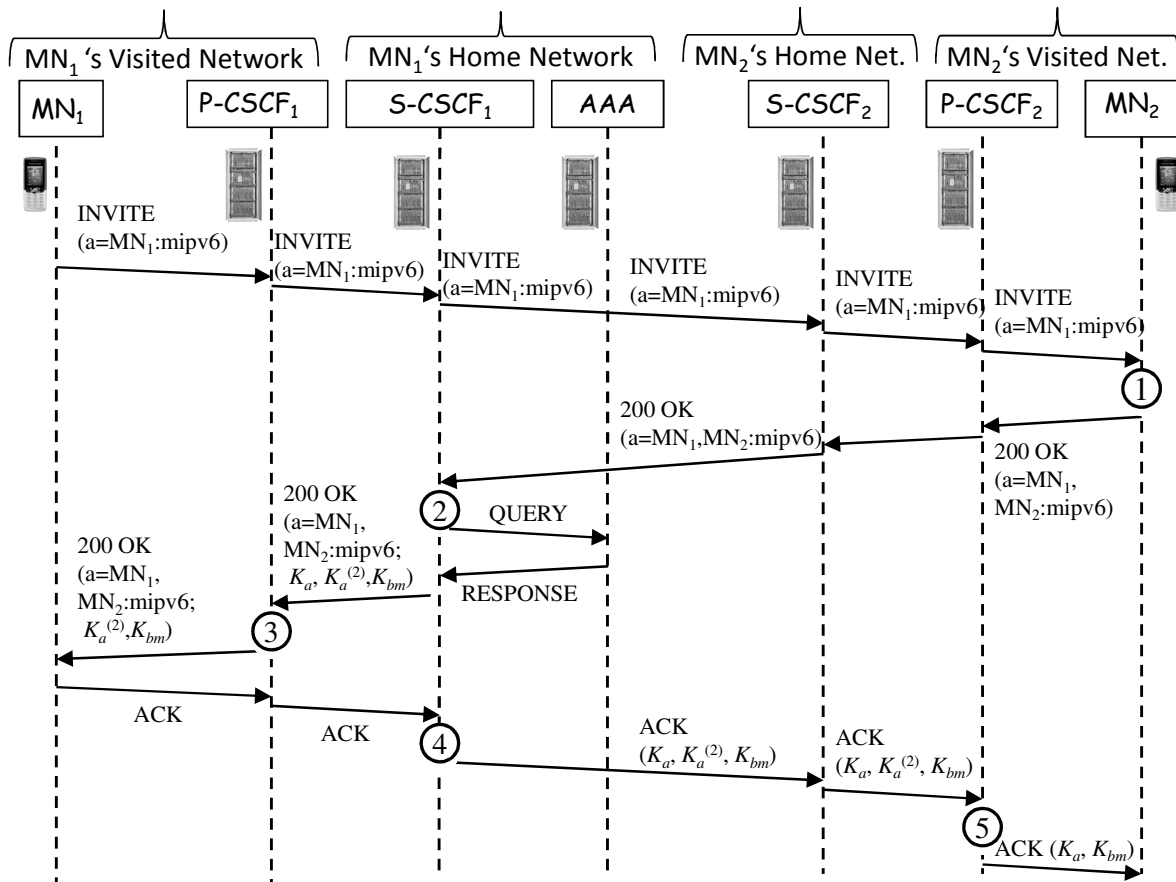 MN1's Visited Network
MN1's Home Network
MN2's Home Net.
MN2's Visited Net.
MN1
P-CSCF1
S-CSCF1
AAA
S-CSCF2
P-CSCF2
MN2
INVITE
(a=MN1:mipv6)
INVITE
(a=MN1:mipv6)
INVITE
(a=MN1:mipv6)
INVITE
(a=MN1:mipv6)
INVITE
(a=MN1:mipv6)
INVITE
(a=MN1:mipv6)
1
200 OK
(a=MN1,MN2:mipv6)
200 OK
(a=MN1,
MN2:mipv6)
2
QUERY
RESPONSE
200 OK
(a=MN1,
MN2:mipv6;
Ka, Ka(2),Kbm)
3
200 OK
(a=MN1,
MN2:mipv6;
Ka(2),Kbm)
ACK
ACK
4
ACK
(Ka, Ka(2), Kbm)
ACK
(Ka, Ka(2), Kbm)
5
ACK (Ka, Kbm)